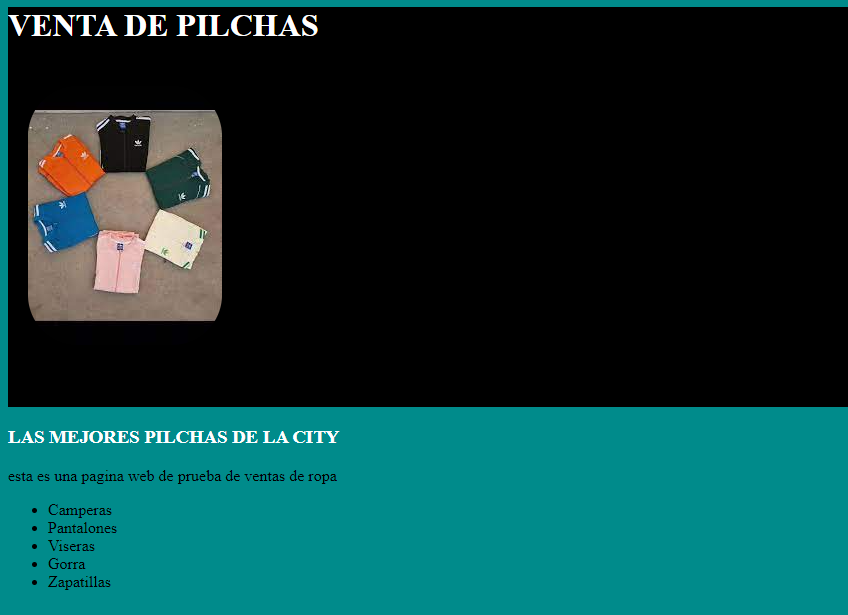 VENTA DE PILCHAS
LAS MEJORES PILCHAS DE LA CITY
esta es una pagina web de prueba de ventas de ropa
Camperas
Pantalones
Viseras
Gorra
Zapatillas